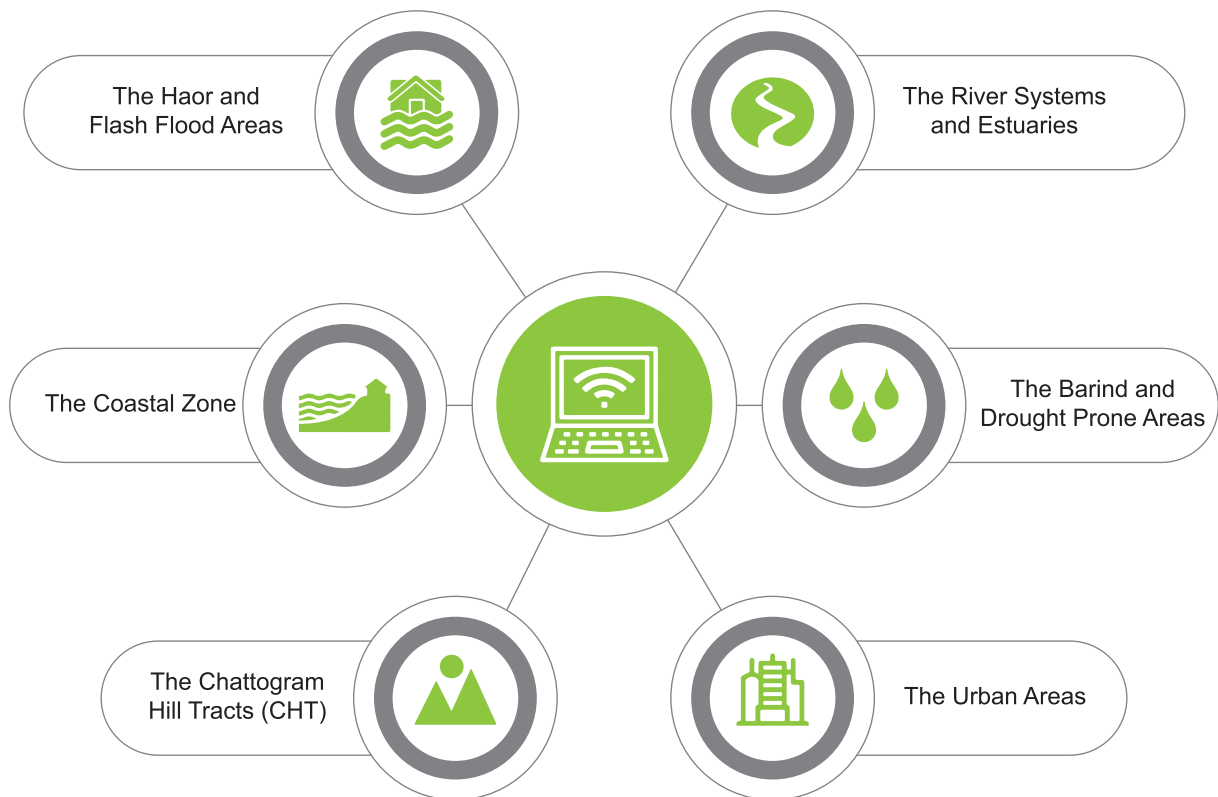 The Haor and
Flash Flood Areas
The River Systems
and Estuaries
The Coastal Zone
The Barind and
Drought Prone Areas
The Chattogram
Hill Tracts (CHT)
The Urban Areas